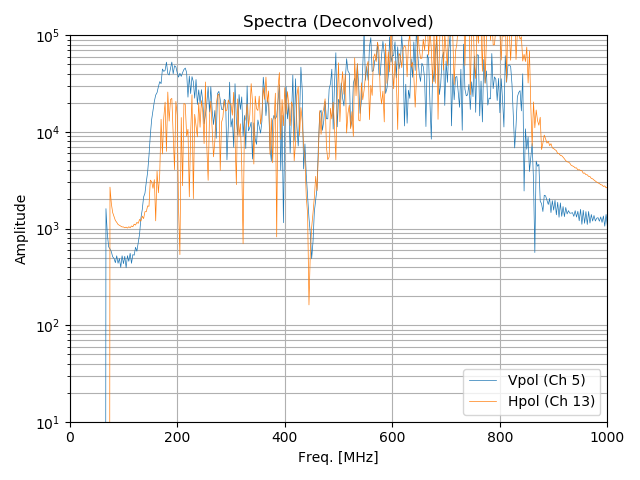 Spectra (Deconvolved)
10^5
10^4
10^3
10^2
10^1
Amplitude
0 200 400 600 800 1000
Freq. [MHz]
Vpol (Ch 5)
Hpol (Ch 13)